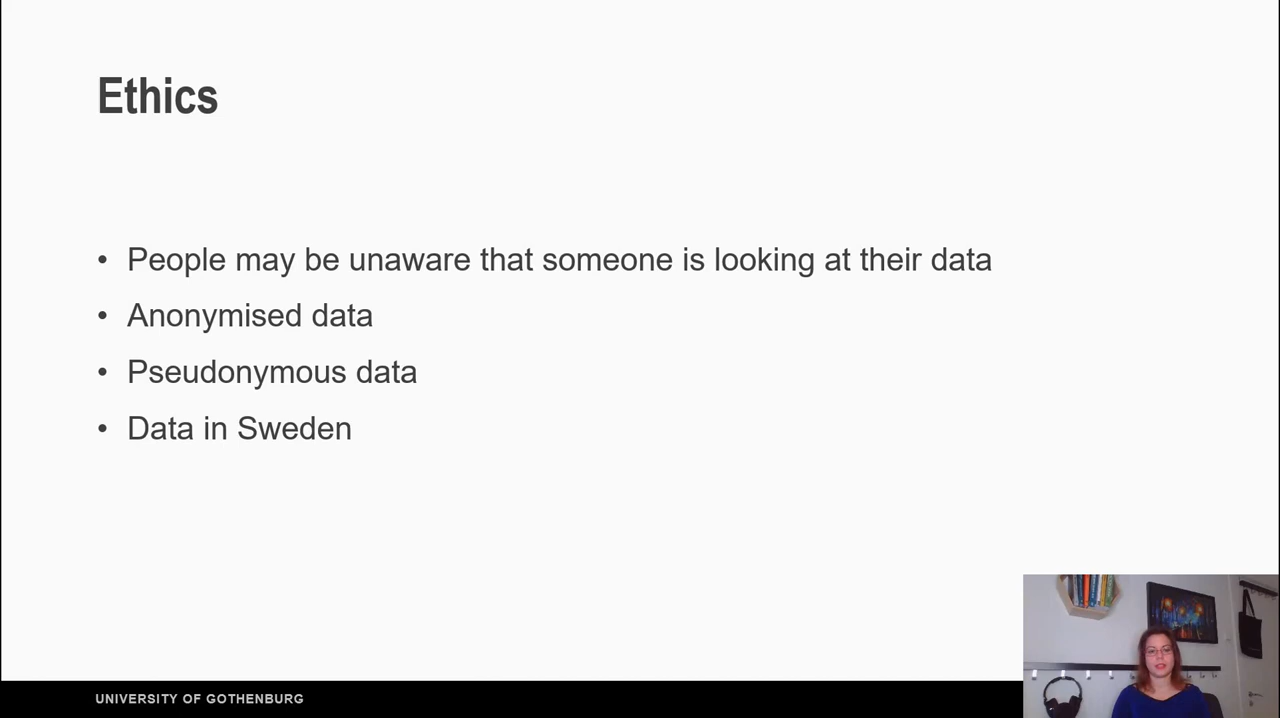 Ethics
• People may be unaware that someone is looking at their data
• Anonymised data
• Pseudonymous data
• Data in Sweden
UNIVERSITY OF GOTHENBURG